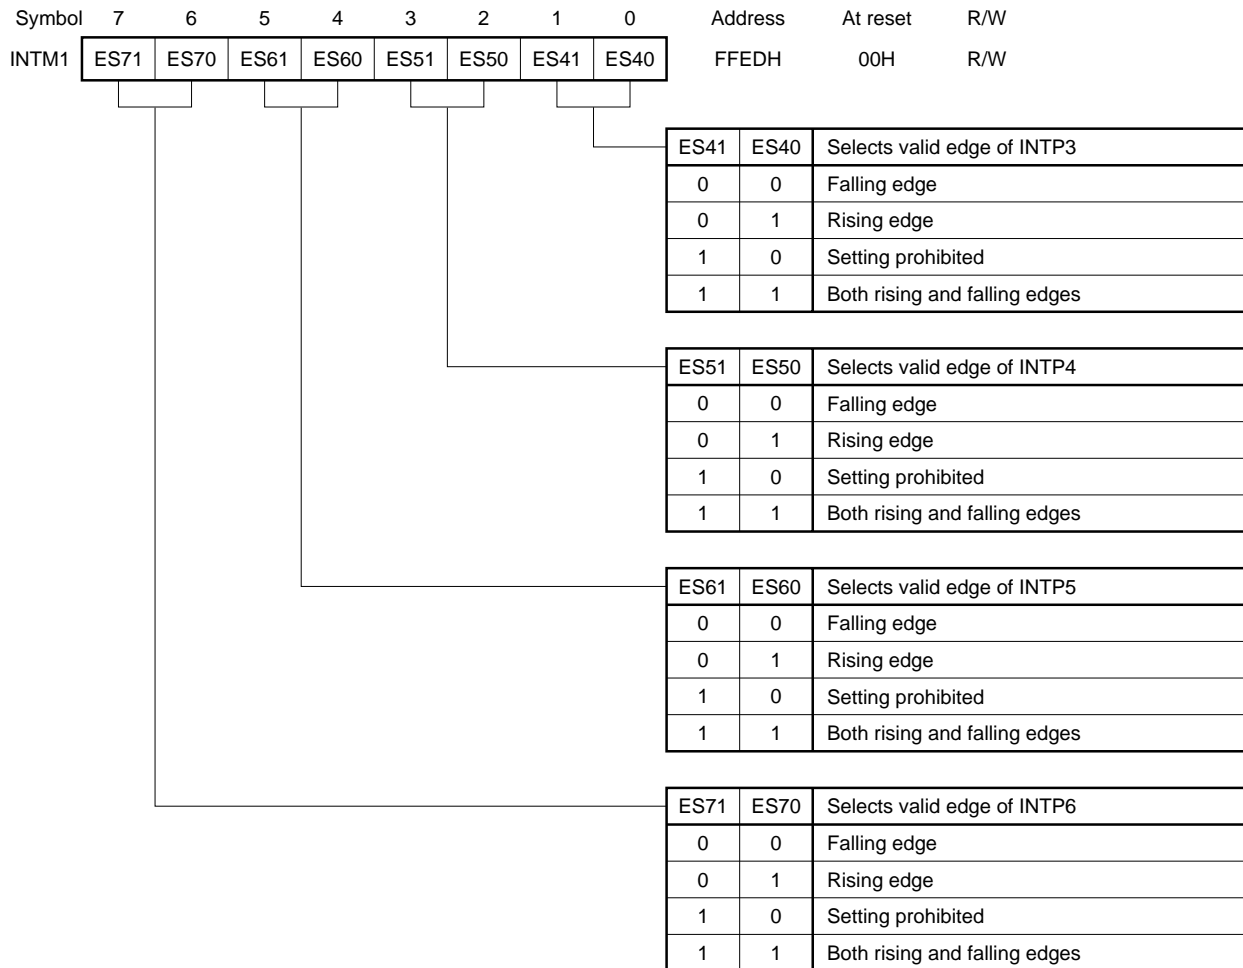 Symbol 7 6 5 4 3 2 1 0 Address At reset R/W
INTM1 ES71 ES70 ES61 ES60 ES51 ES50 ES41 ES40 FFEDH 00H R/W
ES41 ES40 Selects valid edge of INTP3
0 0 Falling edge
0 1 Rising edge
1 0 Setting prohibited
1 1 Both rising and falling edges
ES51 ES50 Selects valid edge of INTP4
0 0 Falling edge
0 1 Rising edge
1 0 Setting prohibited
1 1 Both rising and falling edges
ES61 ES60 Selects valid edge of INTP5
0 0 Falling edge
0 1 Rising edge
1 0 Setting prohibited
1 1 Both rising and falling edges
ES71 ES70 Selects valid edge of INTP6
0 0 Falling edge
0 1 Rising edge
1 0 Setting prohibited
1 1 Both rising and falling edges